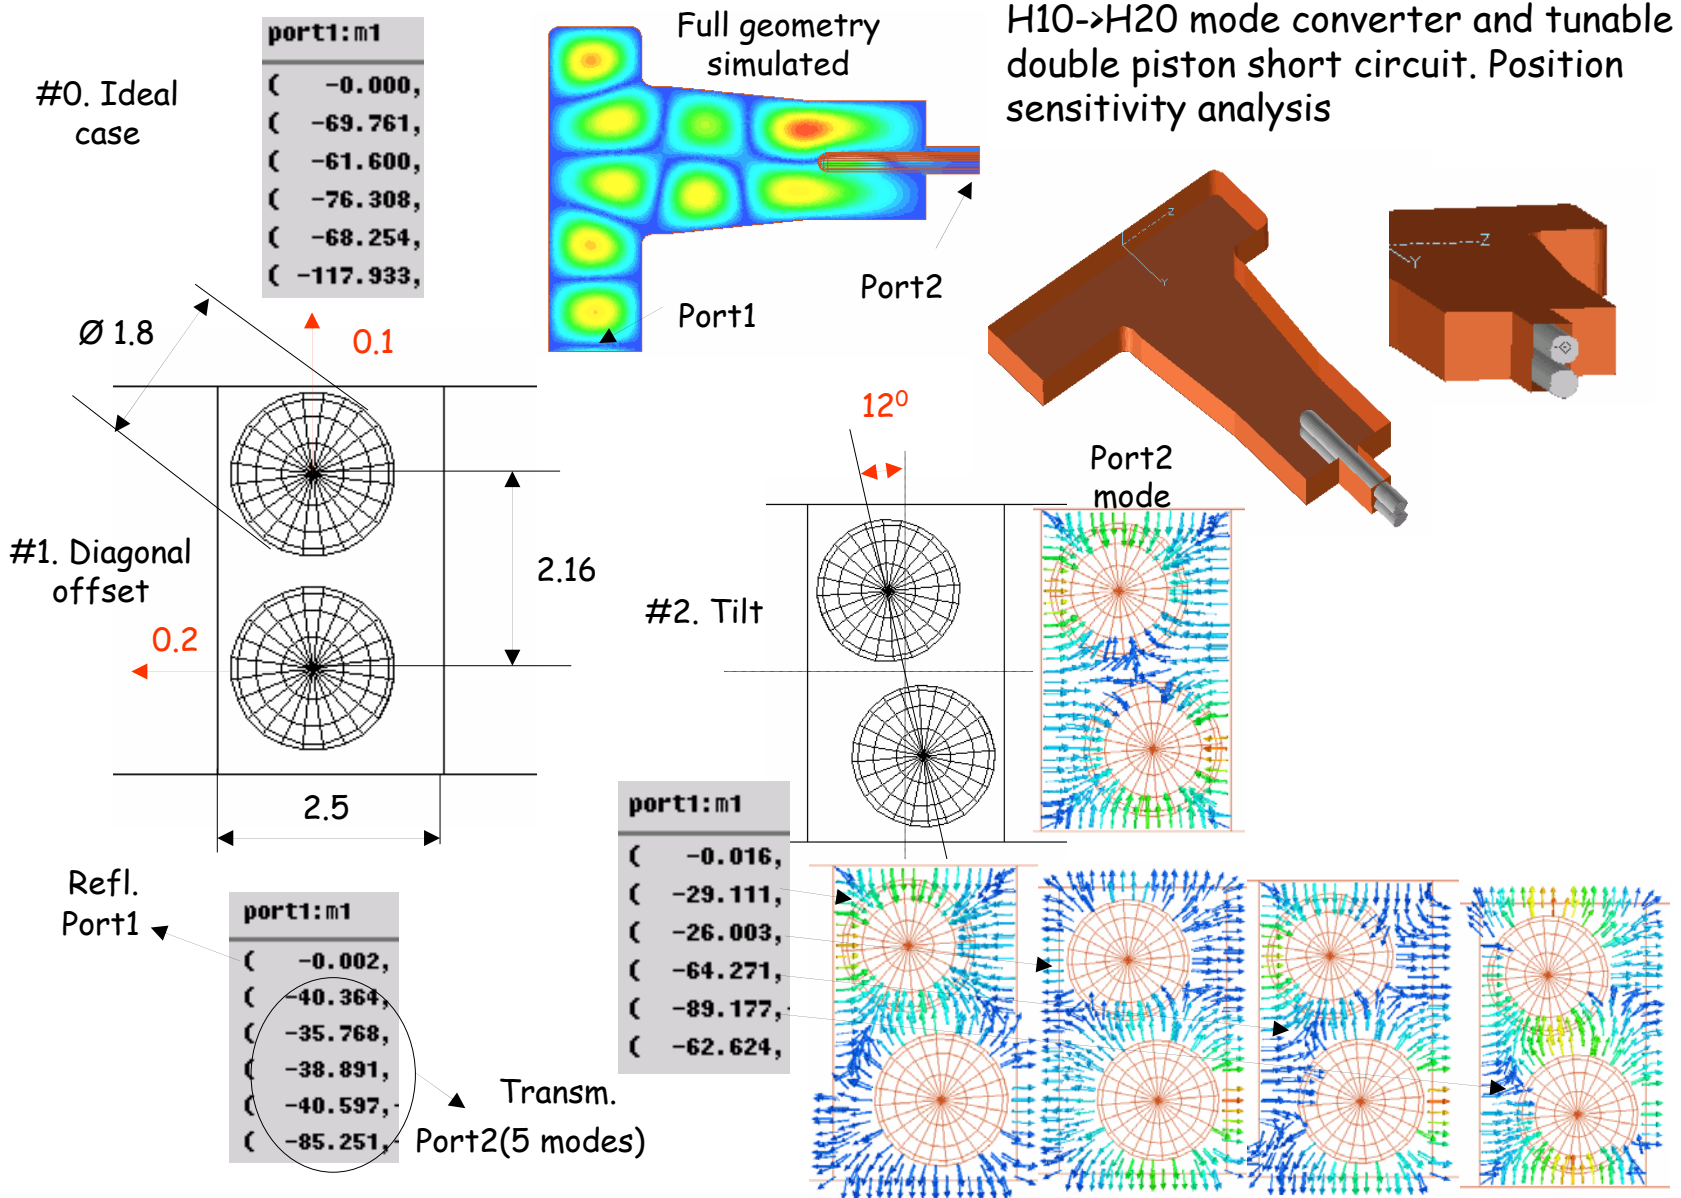 H10->H20 mode converter and tunable
double piston short circuit. Position
sensitivity analysis
#0. Ideal
case
port1:m1
( -0.000,
( -69.761,
( -61.600,
( -76.308,
( -68.254,
( -117.933,
Full geometry
simulated
Port1
Port2
z
Y
Z
Y
Ø 1.8
0.1
#1. Diagonal
offset
0.2
2.16
2.5
Refl.
Port1
port1:m1
( -0.002,
( -40.364,
( -35.768,
( -38.891,
( -40.597,
( -85.251,
Transm.
Port2(5 modes)
12⁰
#2. Tilt
Port2
mode
port1:m1
( -0.016,
( -29.111,
( -26.003,
( -64.271,
( -89.177,
( -62.624,